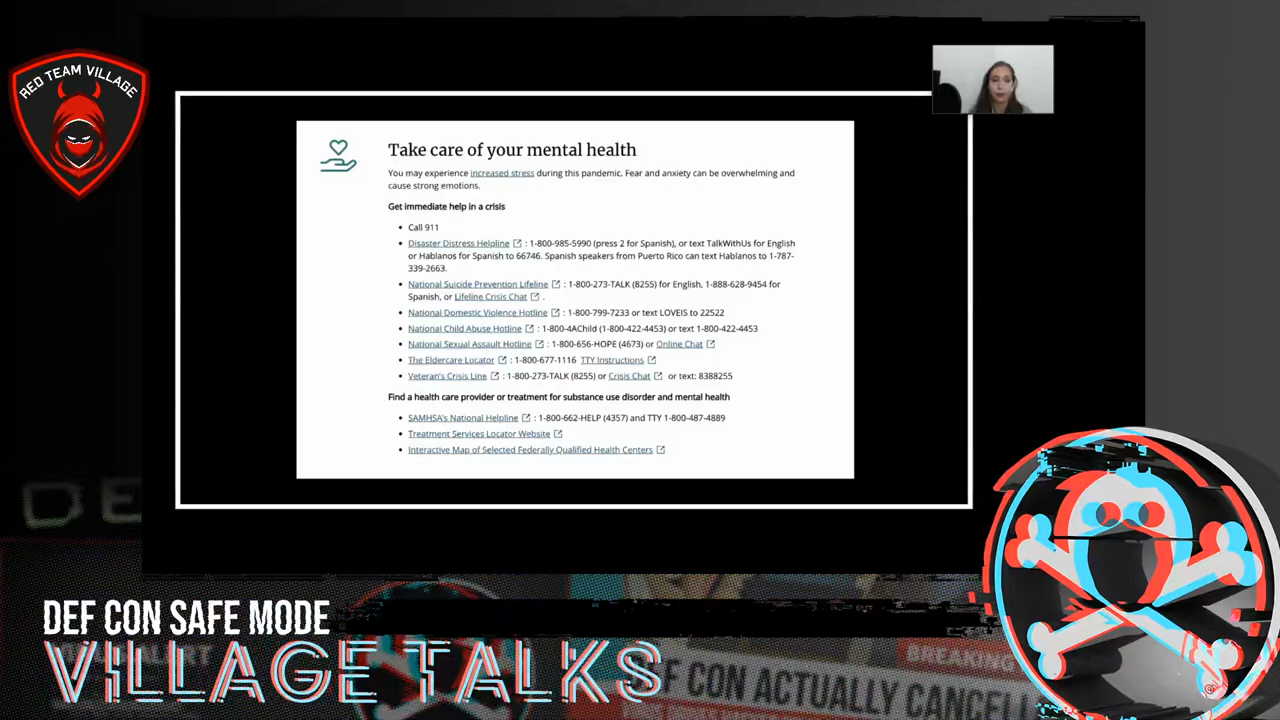 RED TEAM VILLAGE
Take care of your mental health
You may experience increased stress during this pandemic. Fear and anxiety can be overwhelming and
cause strong emotions.
Get immediate help in a crisis
• Call 911
• Disaster Distress Helpline : 1-800-985-5990 (press 2 for Spanish), or text TalkWithUs for English
or Hablanos for Spanish to 66746. Spanish speakers from Puerto Rico can text Hablanos to 1-787-
339-2663.
• National Suicide Prevention Lifeline : 1-800-273-TALK (8255) for English, 1-888-628-9454 for
Spanish, or Lifeline Crisis Chat .
• National Domestic Violence Hotline : 1-800-799-7233 or text LOVEIS to 22522
• National Child Abuse Hotline : 1-800-4AChild (1-800-422-4453) or text 1-800-422-4453
• National Sexual Assault Hotline : 1-800-656-HOPE (4673) or Online Chat
• The Eldercare Locator : 1-800-677-1116 TTY Instructions
• Veteran's Crisis Line : 1-800-273-TALK (8255) or Crisis Chat or text: 8388255
Find a health care provider or treatment for substance use disorder and mental health
• SAMHSA's National Helpline : 1-800-662-HELP (4357) and TTY 1-800-487-4889
• Treatment Services Locator Website
• Interactive Map of Selected Federally Qualified Health Centers
DEF CON SAFE MODE
VILLAGE TALKS
BREAKING
DEF CON ACTUALLY CANCELL